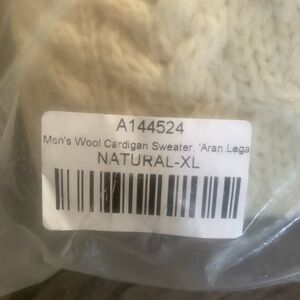 A144524
Men's Wool Cardigan Sweater, 'Aran Lega
NATURAL-XL